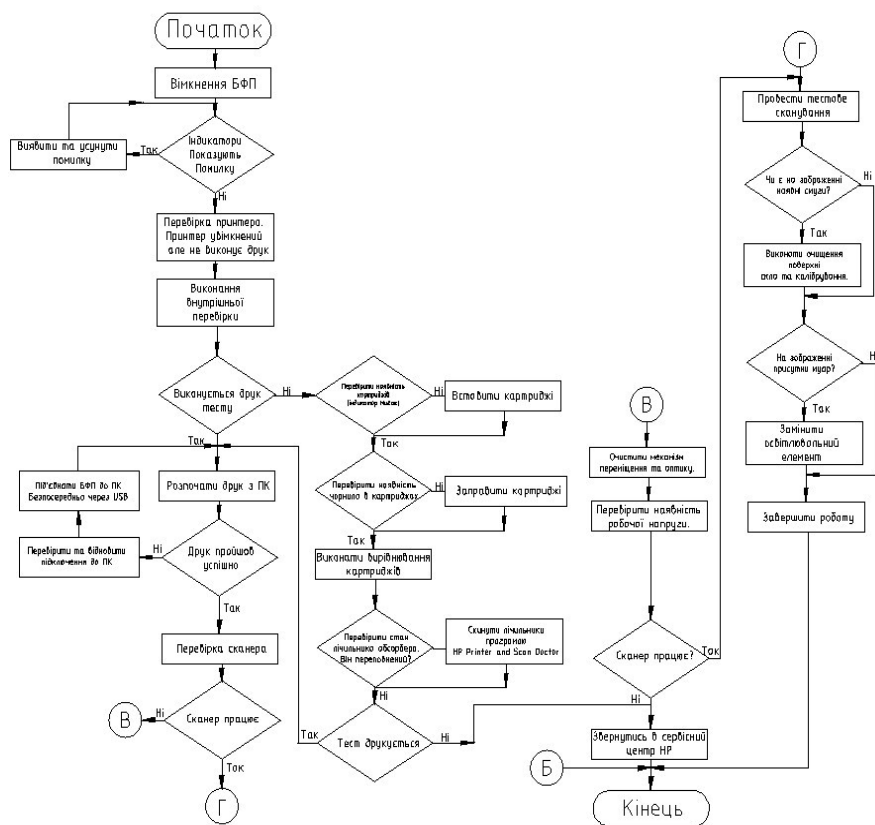 Початок
Вімкнення БФП
Індикатори
Показують
Помилку
Так
Виявити та усунути
помилку
Ні
Перевірка принтера.
Принтер увімкнений
але не виконує друк
Виконання
внутрішньої
перевірки
Виканується друк
тесту
Ні
Так
Розпочати друк з ПК
Під'єднати БФП до ПК
Безпосередньо через USB
Перевірити та відновити
підключення до ПК
Ні
Друк пройшов
успішно
Так
Перевірка сканера
Сканер працює
Ні
В
Так
Г
Перевірити наявність
картриджів
Ні
Вставити картриджі
Так
Перевірити наявність
чорнила в картриджах
Ні
Заправити картриджі
Так
Виканати вирівнювання
картриджів
Перевірити стан
лічильника абсорбера.
Він переповнений?
Скинути лічильники
програмою
HP Printer and Scan Doctor
Ні
Тест друкується
Так
Ні
В
Очистити механізм
переміщення та оптику.
Перевірити наявність
робочої напруги.
Сканер працює?
Так
Ні
Звернутись в сервісний
центр HP
Б
Кінець
Г
Провести тестове
сканування
Чи є на зображенні
наявні смуги?
Ні
Так
Виконати очищення
поверхні
скла та калібрування.
На зображенні
присутни муар?
Так
Замінити
освітлювальний
елемент
Завершити роботу